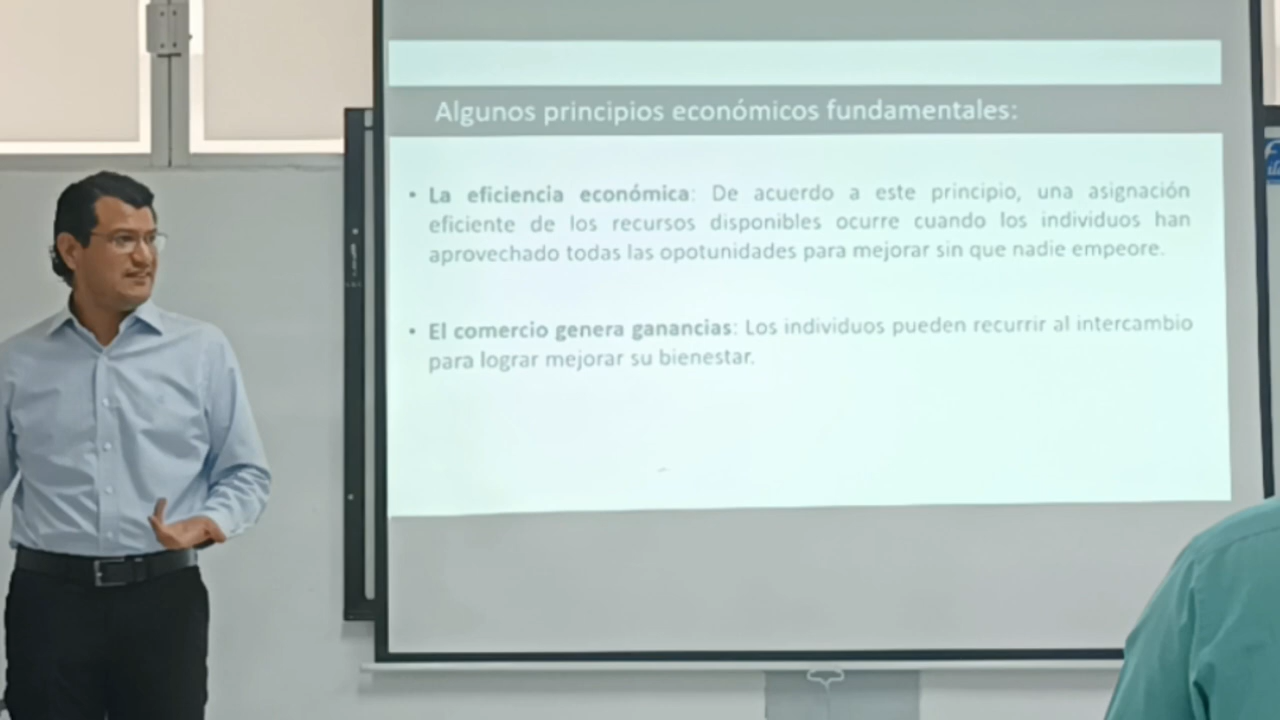 Algunos principios económicos fundamentales:
• La eficiencia económica: De acuerdo a este principio, una asignación
eficiente de los recursos disponibles ocurre cuando los individuos han
aprovechado todas las opotunidades para mejorar sin que nadie empeore.
• El comercio genera ganancias: Los individuos pueden recurrir al intercambio
para lograr mejorar su bienestar.